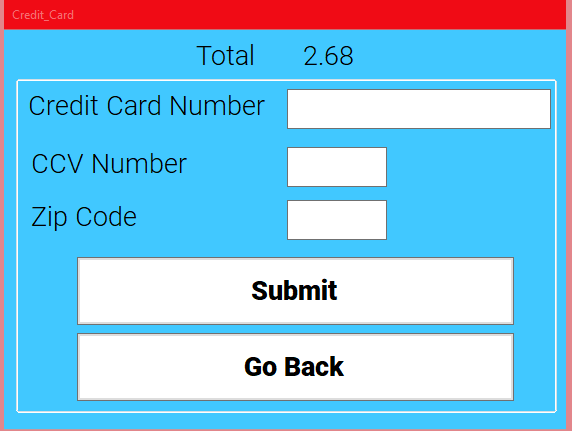 Credit_Card
Total 2.68
Credit Card Number
CCV Number
Zip Code
Submit
Go Back